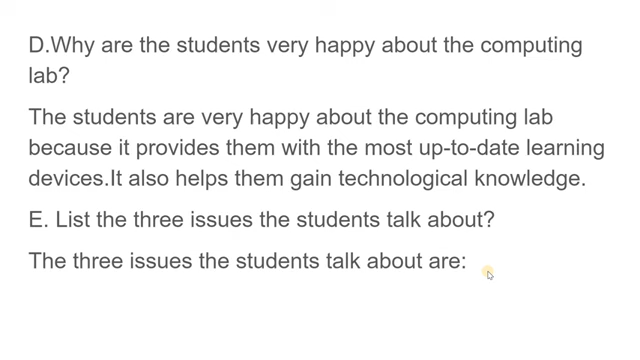 D.Why are the students very happy about the computing
lab?
The students are very happy about the computing lab
because it provides them with the most up-to-date learning
devices.It also helps them gain technological knowledge.
E. List the three issues the students talk about?
The three issues the students talk about are: